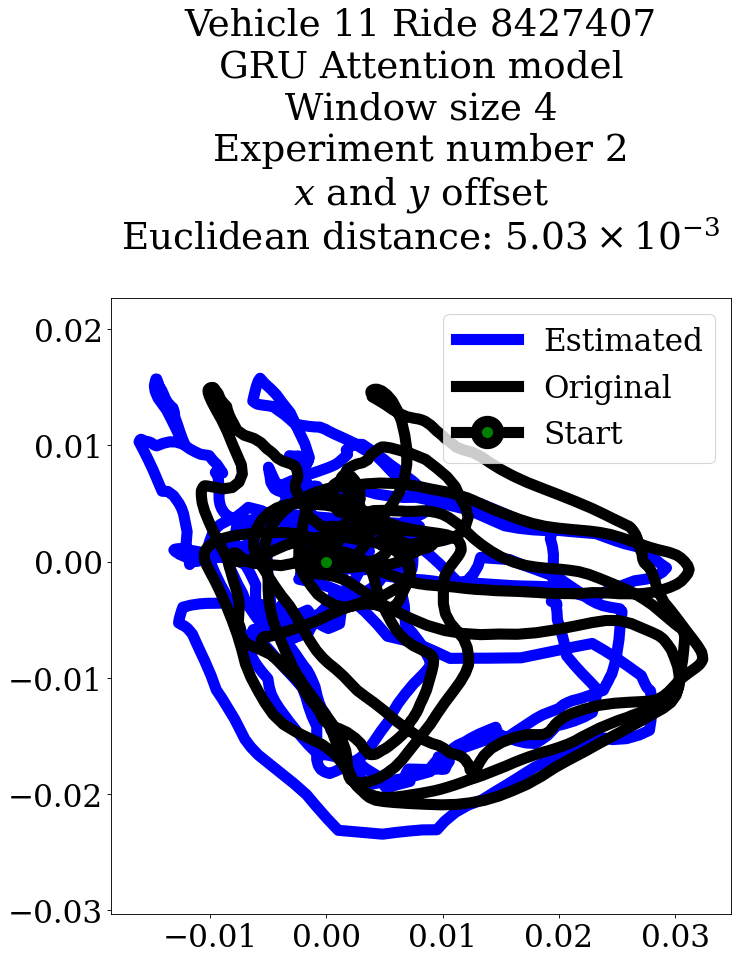 Vehicle 11 Ride 8427407
GRU Attention model
Window size 4
Experiment number 2
x and y offset
Euclidean distance: 5.03 × 10⁻³
Estimated
Original
Start
0.02
0.01
0.00
−0.01
−0.02
−0.03
−0.01 0.00 0.01 0.02 0.03